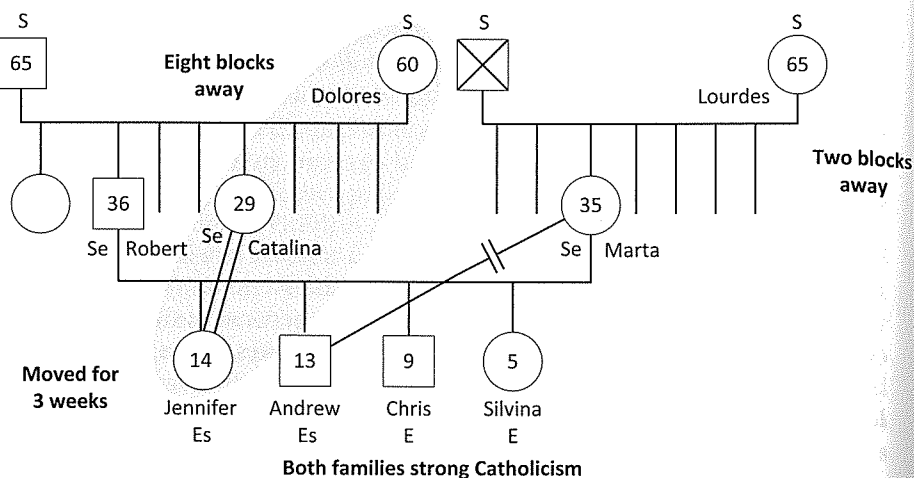 S S S S
65 60 65
Eight blocks
away
Dolores Lourdes
Two blocks
away
36 29 35
Se Robert Se Catalina Se Marta
14 13 9 5
Moved for
3 weeks
Jennifer Andrew Chris Silvina
Es Es E E
Both families strong Catholicism